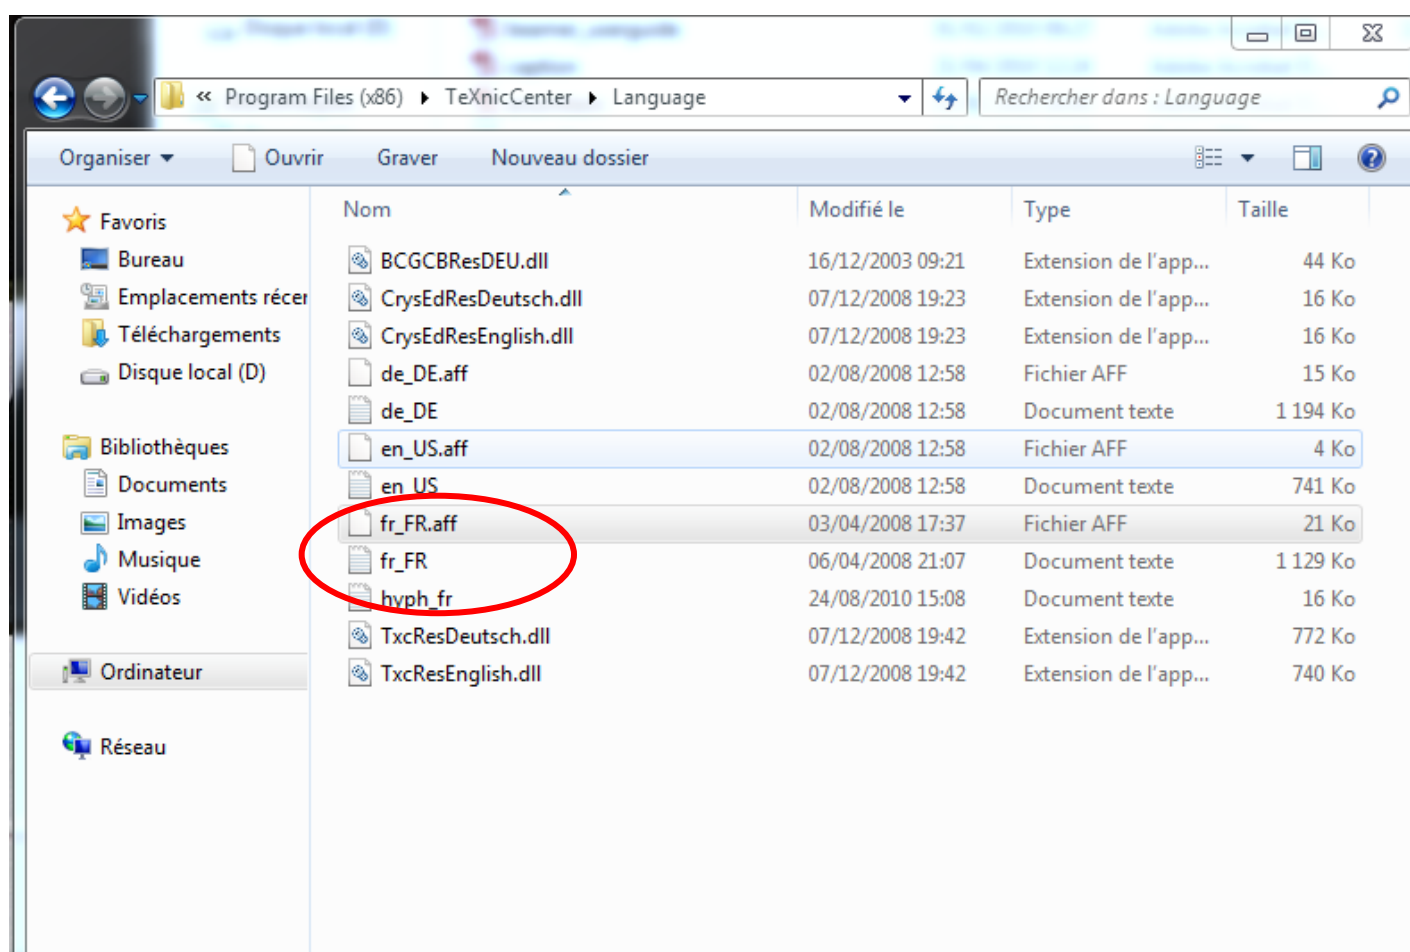 « Program Files (x86) ▸ TeXnicCenter ▸ Language
Rechercher dans : Language
Organiser Ouvrir Graver Nouveau dossier
Nom Modifié le Type Taille
Favoris
Bureau
Emplacements récer
Téléchargements
Disque local (D)
Bibliothèques
Documents
Images
Musique
Vidéos
Ordinateur
Réseau
BCGCBResDEU.dll 16/12/2003 09:21 Extension de l'app... 44 Ko
CrysEdResDeutsch.dll 07/12/2008 19:23 Extension de l'app... 16 Ko
CrysEdResEnglish.dll 07/12/2008 19:23 Extension de l'app... 16 Ko
de_DE.aff 02/08/2008 12:58 Fichier AFF 15 Ko
de_DE 02/08/2008 12:58 Document texte 1 194 Ko
en_US.aff 02/08/2008 12:58 Fichier AFF 4 Ko
en_US 02/08/2008 12:58 Document texte 741 Ko
fr_FR.aff 03/04/2008 17:37 Fichier AFF 21 Ko
fr_FR 06/04/2008 21:07 Document texte 1 129 Ko
hyph_fr 24/08/2010 15:08 Document texte 16 Ko
TxcResDeutsch.dll 07/12/2008 19:42 Extension de l'app... 772 Ko
TxcResEnglish.dll 07/12/2008 19:42 Extension de l'app... 740 Ko